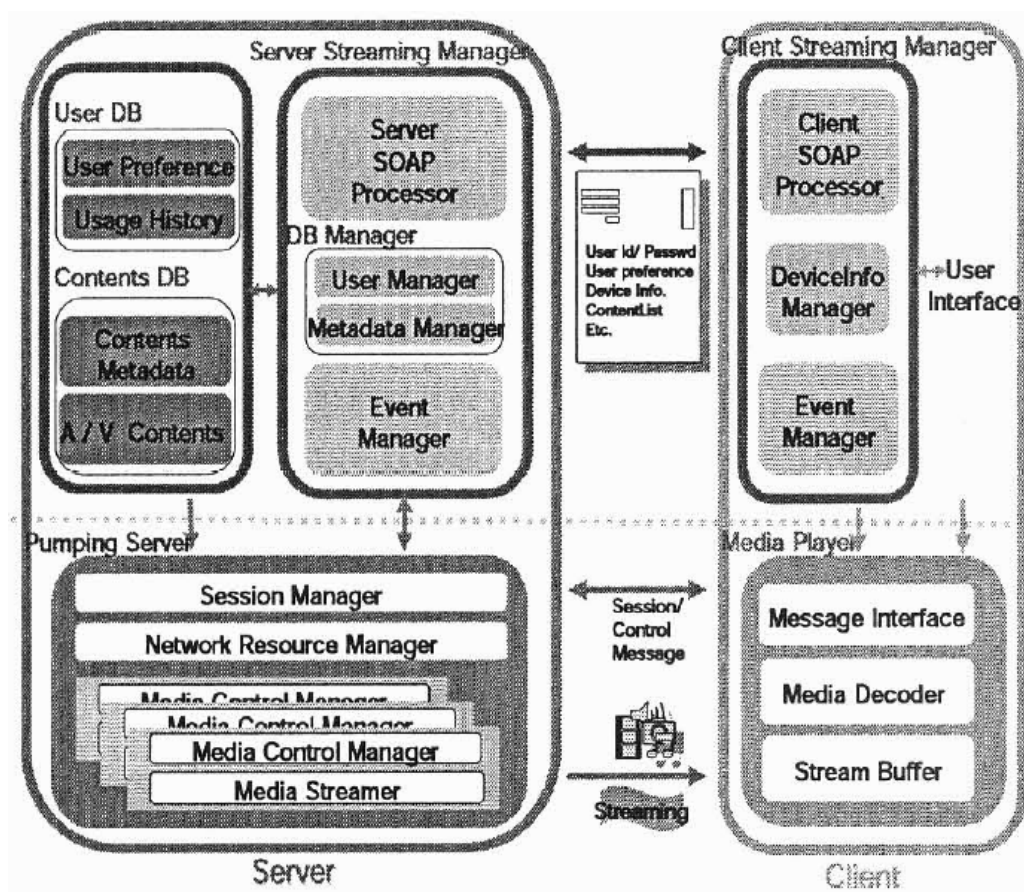 Server Streaming Manager
User DB
User Preference
Usage History
Contents DB
Contents
Metadata
A / V Contents
Server
SOAP
Processor
DB Manager
User Manager
Metadata Manager
Event
Manager
User Id/ Passwd
User preference
Device Info.
ContentList
Etc.
Client Streaming Manager
Client
SOAP
Processor
DeviceInfo
Manager
Event
Manager
User
Interface
Pumping Server
Session Manager
Network Resource Manager
Media Control Manager
Media Control Manager
Media Control Manager
Media Streamer
Session/
Control
Message
Streaming
Media Player
Message Interface
Media Decoder
Stream Buffer
Server
Client